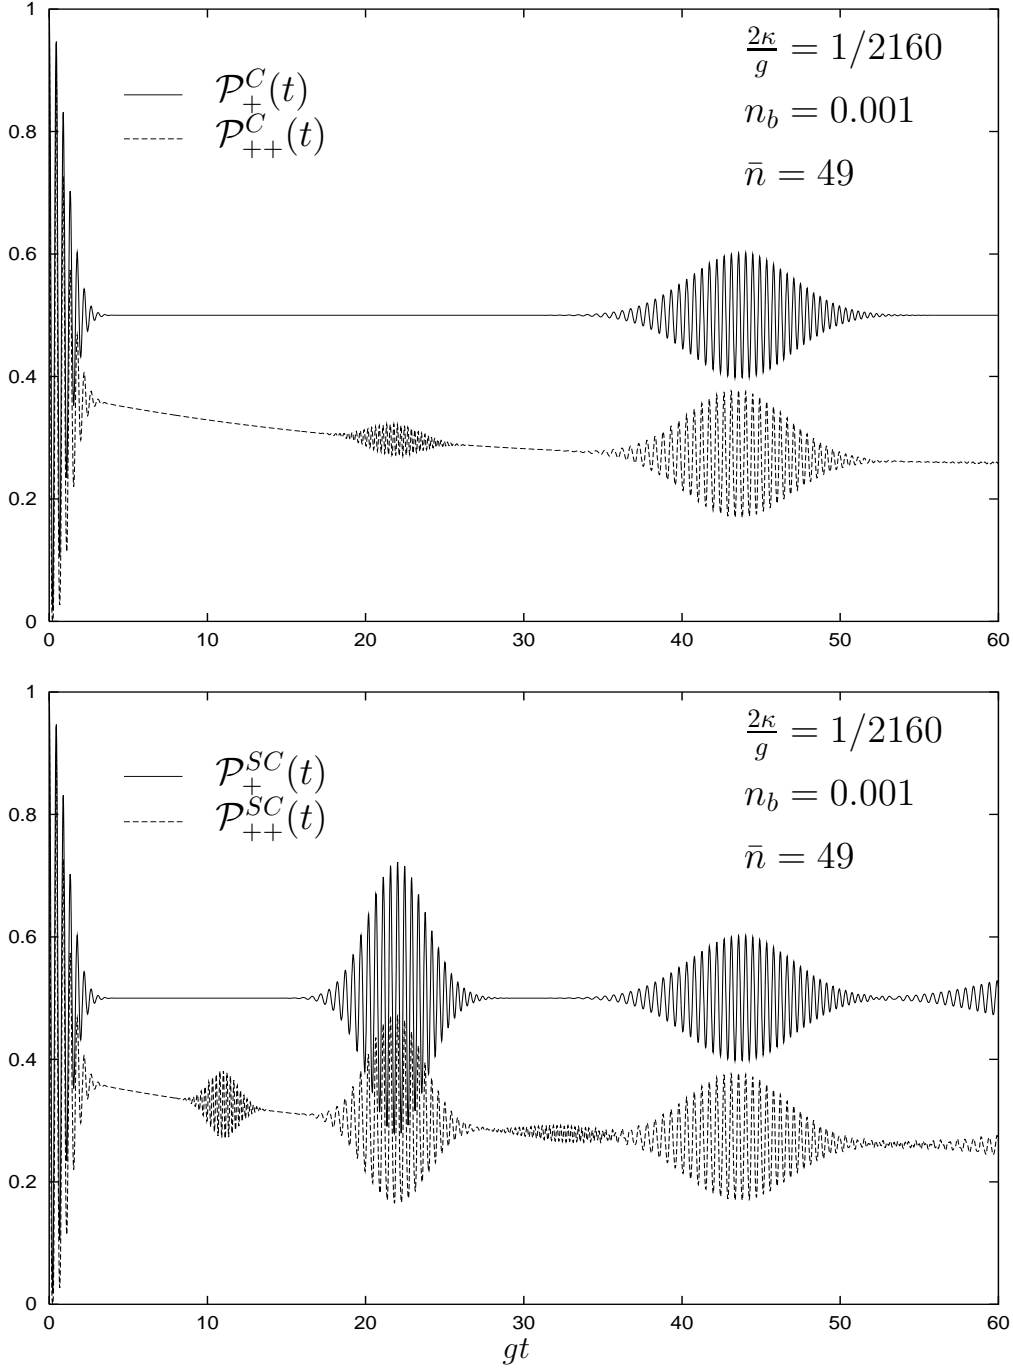 1
0.8
0.6
0.4
0.2
0
0 10 20 30 40 50 60
𝒫₊^C(t)
𝒫₊₊^C(t)
2κ/g = 1/2160
n_b = 0.001
n̄ = 49
1
0.8
0.6
0.4
0.2
0
0 10 20 30 40 50 60
𝒫₊^SC(t)
𝒫₊₊^SC(t)
2κ/g = 1/2160
n_b = 0.001
n̄ = 49
gt